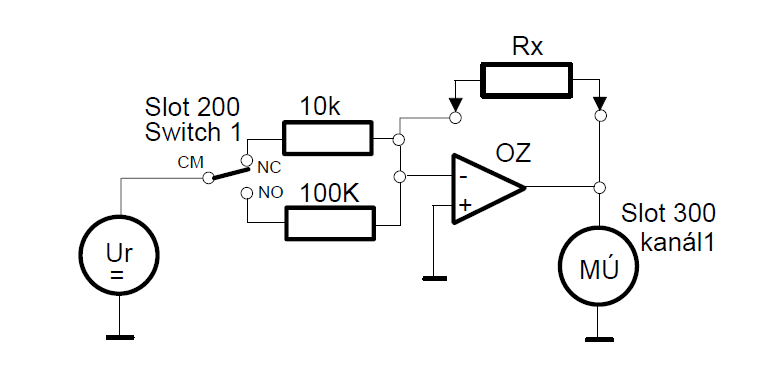 Rx
Slot 200
Switch 1
10k
CM
NC
NO
100K
OZ
-
+
Ur
=
Slot 300
kanál1
MÚ